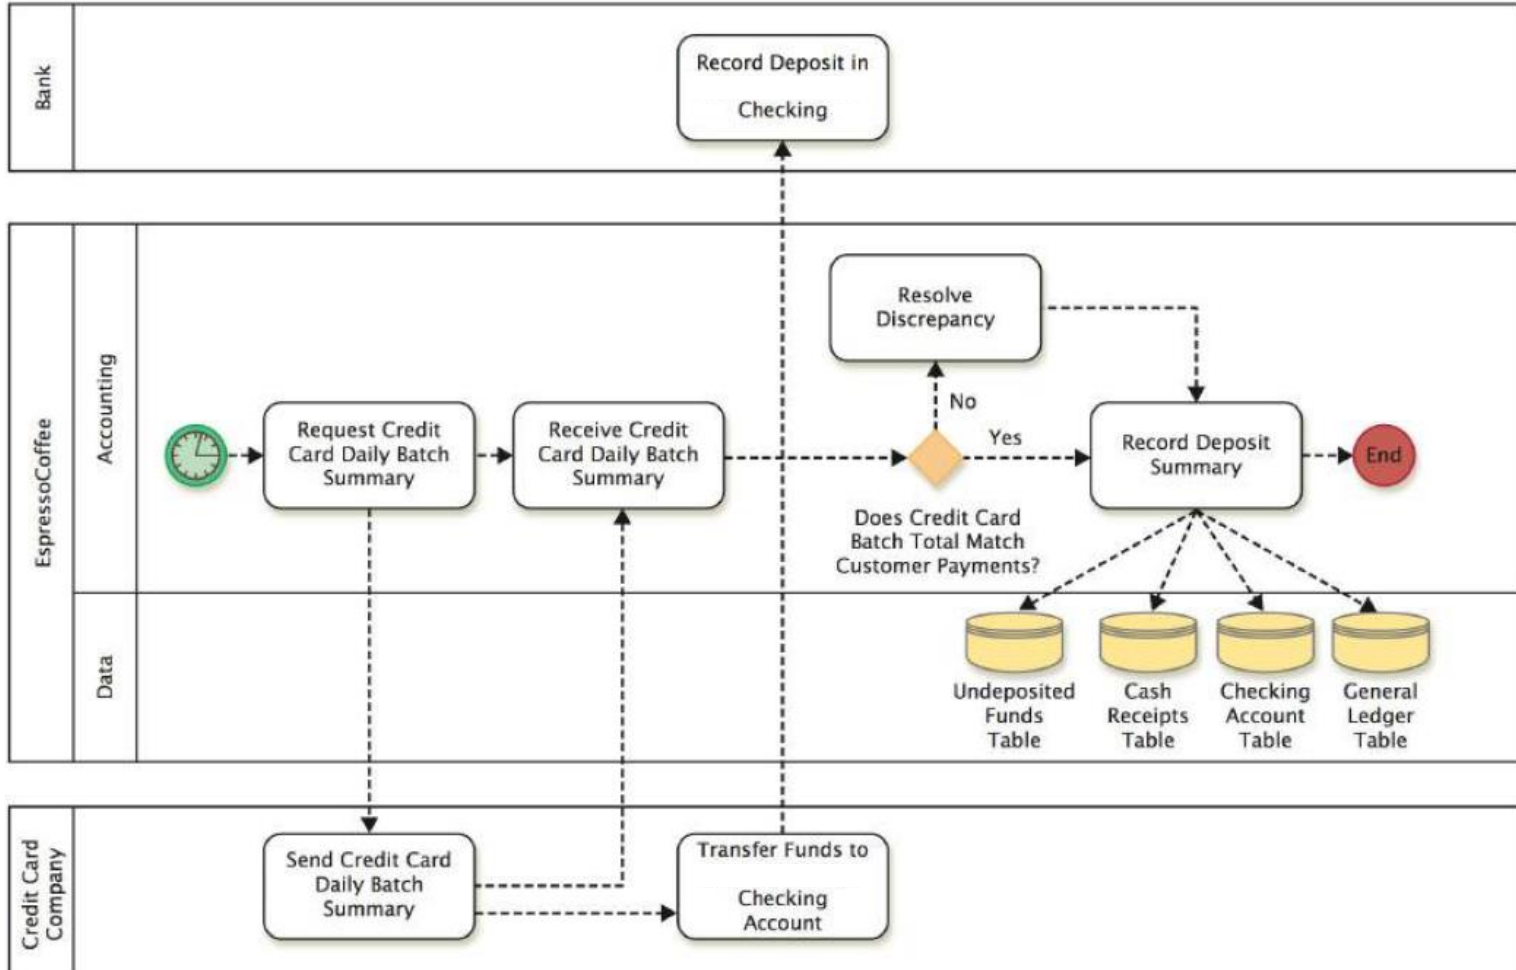 Bank
Record Deposit in
Checking
EspressoCoffee
Accounting
Request Credit
Card Daily Batch
Summary
Receive Credit
Card Daily Batch
Summary
Does Credit Card
Batch Total Match
Customer Payments?
No
Yes
Resolve
Discrepancy
Record Deposit
Summary
End
Data
Undeposited
Funds
Table
Cash
Receipts
Table
Checking
Account
Table
General
Ledger
Table
Credit Card
Company
Send Credit Card
Daily Batch
Summary
Transfer Funds to
Checking
Account